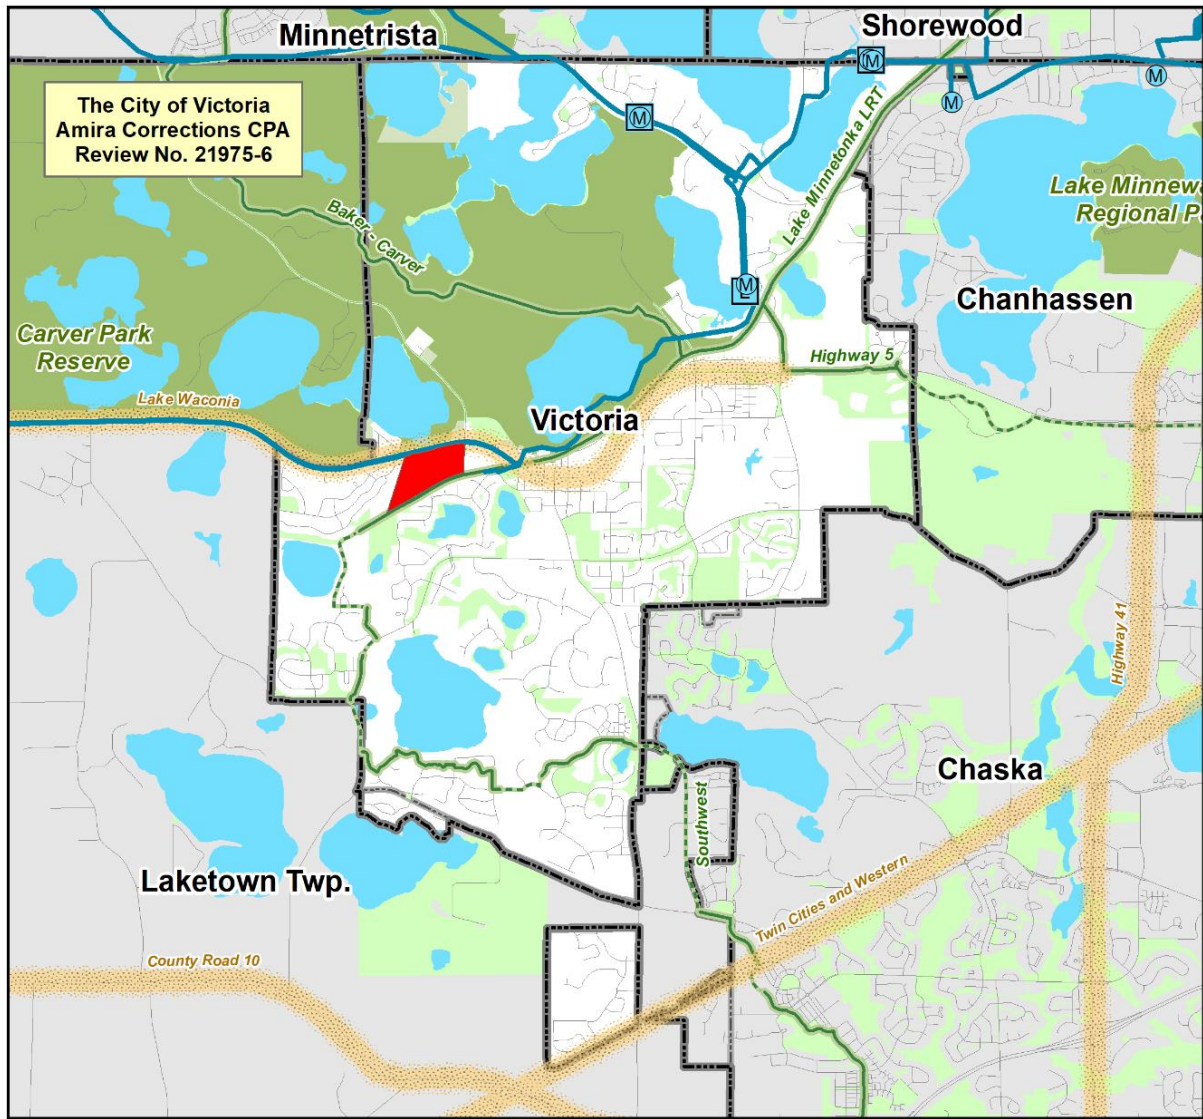 Minnetrista
Shorewood
The City of Victoria
Amira Corrections CPA
Review No. 21975-6
M
M
M
M
Lake Minnetonka LRT
Baker - Carver
Lake Minnew
Regional P
M
Chanhassen
Carver Park
Reserve
Highway 5
Lake Waconia
Victoria
Highway 41
Chaska
Southwest
Laketown Twp.
Twin Cities and Western
County Road 10